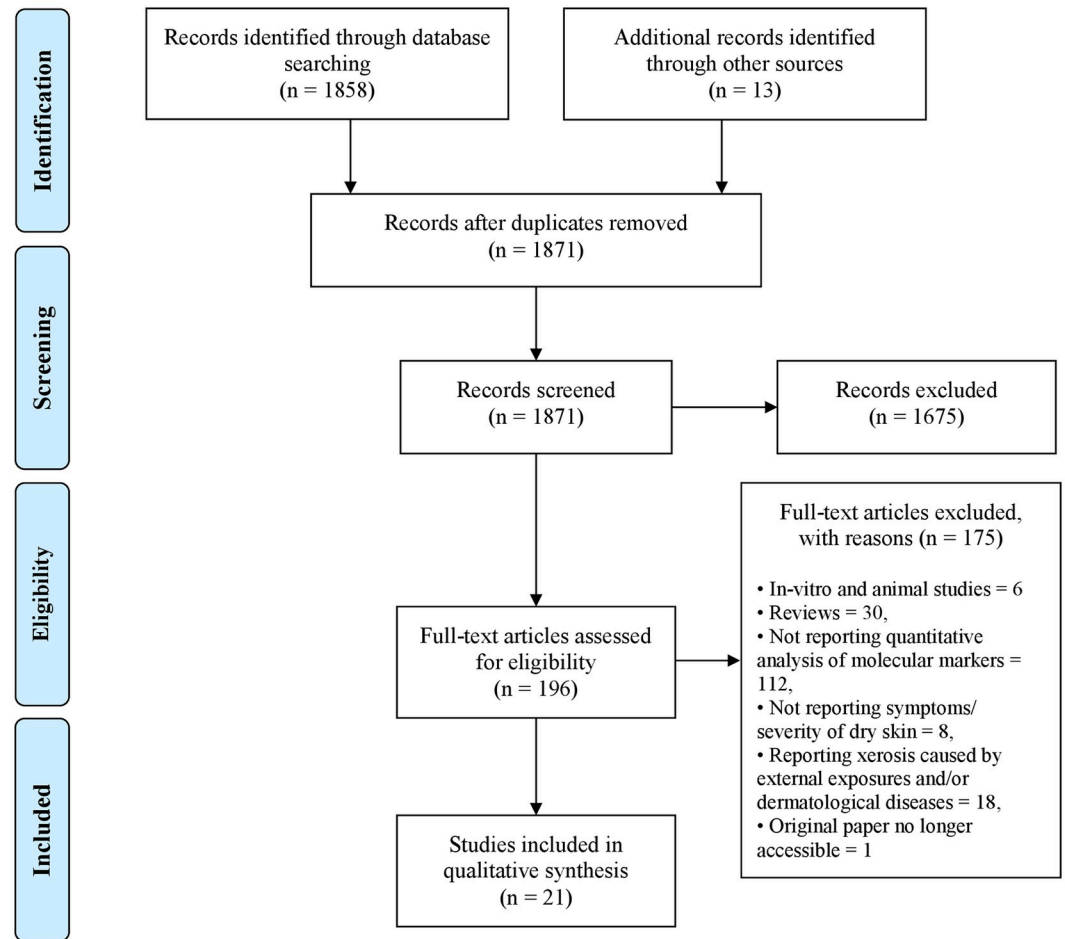 Identification
Records identified through database
searching
(n = 1858)
Additional records identified
through other sources
(n = 13)
Records after duplicates removed
(n = 1871)
Screening
Records screened
(n = 1871)
Records excluded
(n = 1675)
Eligibility
Full-text articles assessed
for eligibility
(n = 196)
Full-text articles excluded,
with reasons (n = 175)
• In-vitro and animal studies = 6
• Reviews = 30,
• Not reporting quantitative
analysis of molecular markers =
112,
• Not reporting symptoms/
severity of dry skin = 8,
• Reporting xerosis caused by
external exposures and/or
dermatological diseases = 18,
• Original paper no longer
accessible = 1
Included
Studies included in
qualitative synthesis
(n = 21)